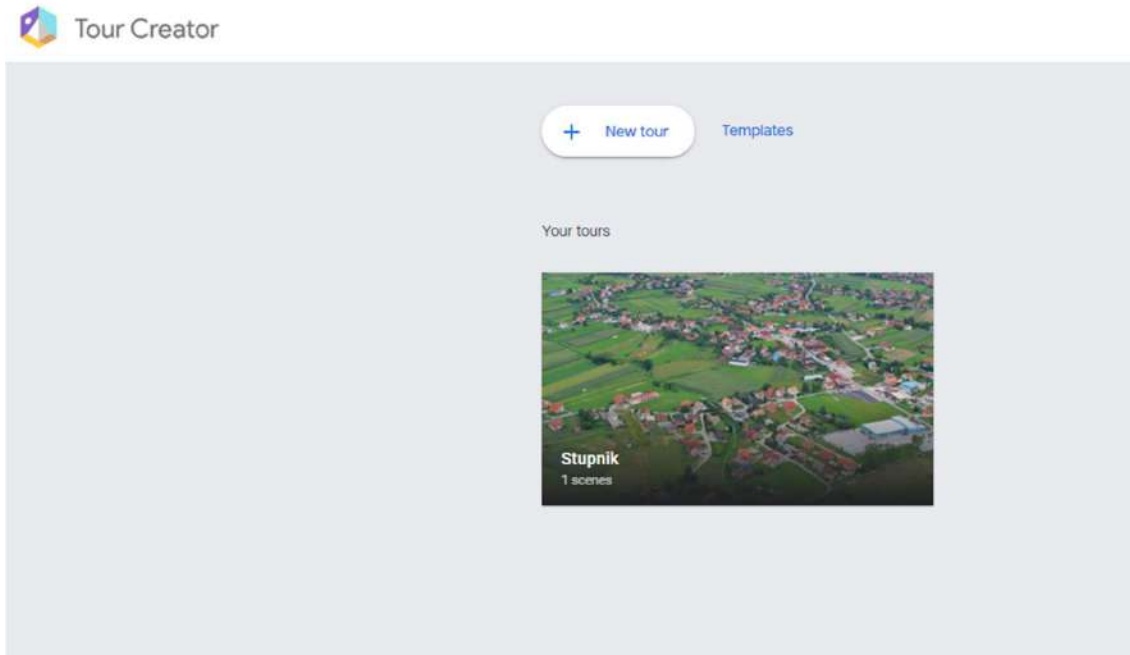 Tour Creator
+ New tour
Templates
Your tours
Stupnik
1 scenes